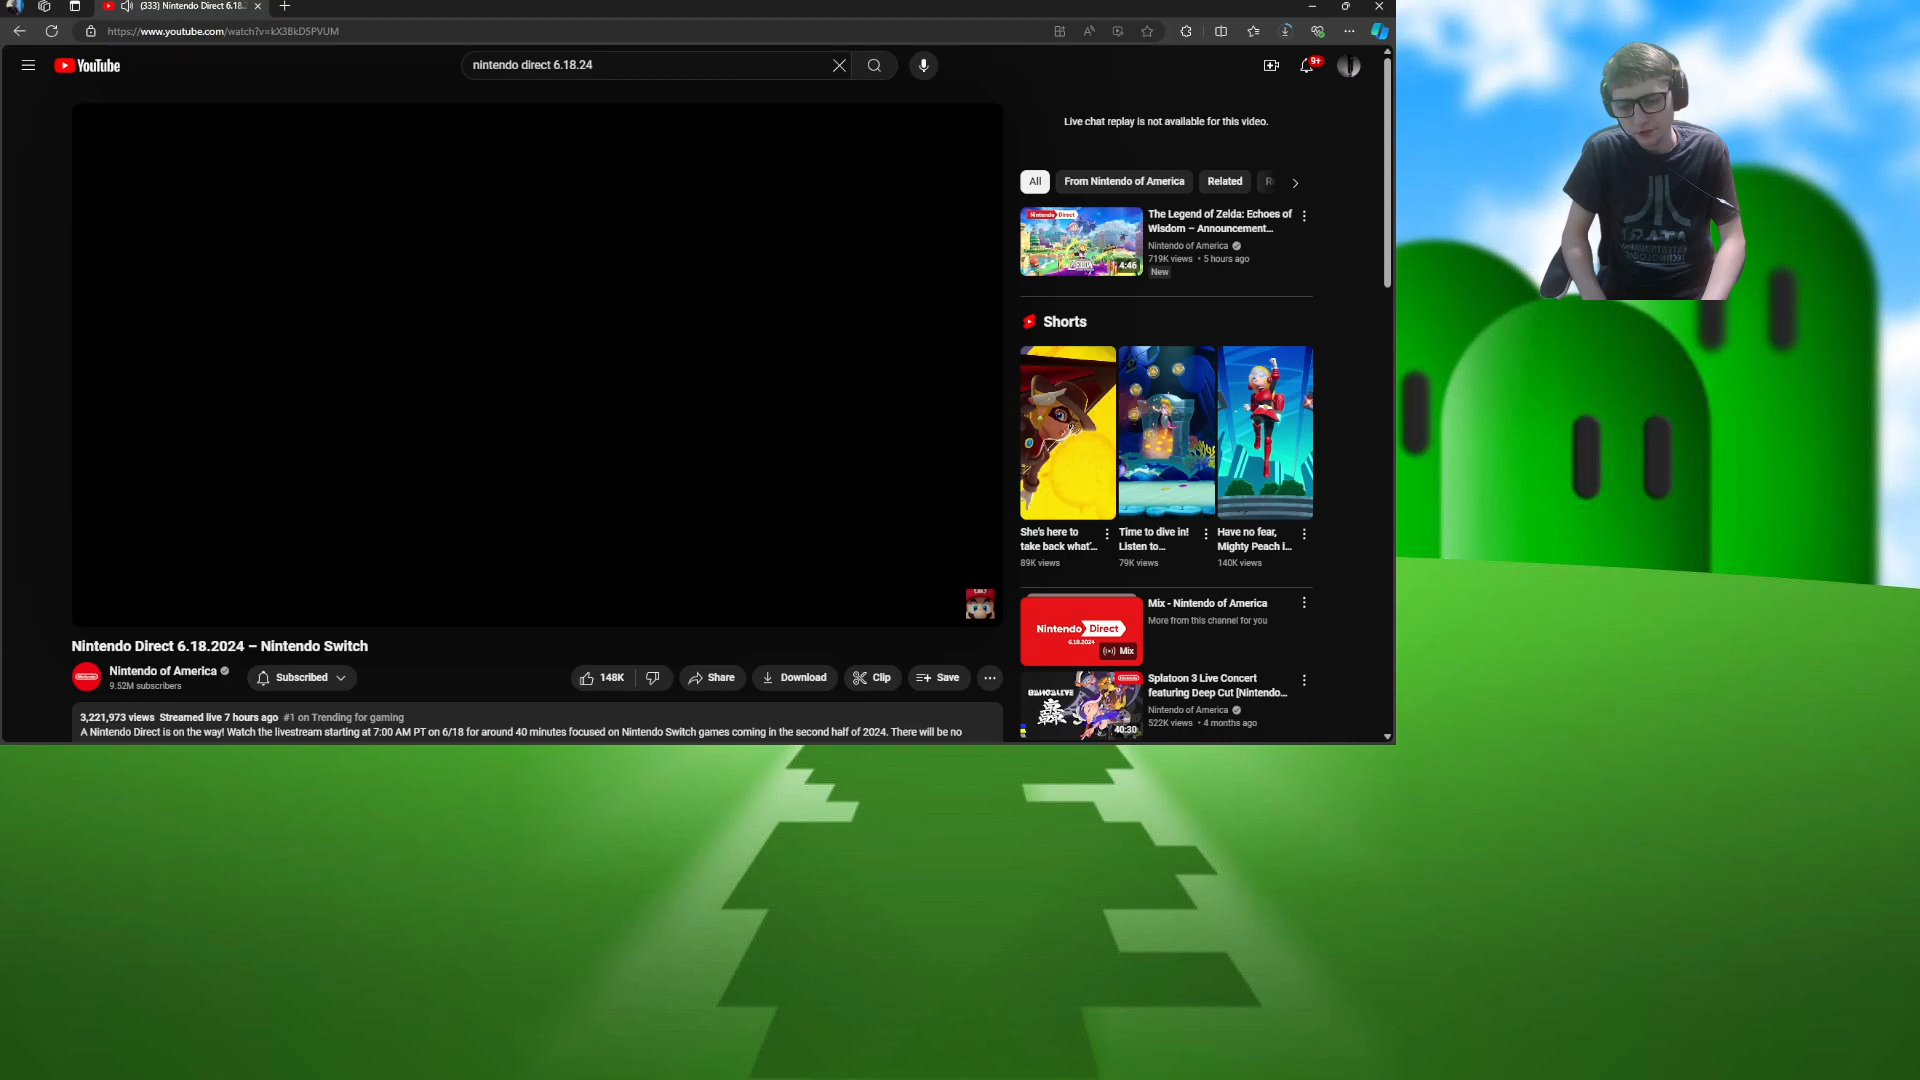 (333) Nintendo Direct 6.18.2
https://www.youtube.com/watch?v=kX3BkD5PVUM
YouTube
nintendo direct 6.18.24
9+
Live chat replay is not available for this video.
All
From Nintendo of America
Related
Nintendo Direct
ZELDA
4:46
The Legend of Zelda: Echoes of
Wisdom – Announcement...
Nintendo of America
719K views • 5 hours ago
New
Shorts
She's here to
take back what'...
89K views
Time to dive in!
Listen to...
79K views
Have no fear,
Mighty Peach i...
140K views
Nintendo Direct
6.18.2024
Mix
Mix - Nintendo of America
More from this channel for you
40:30
Splatoon 3 Live Concert
featuring Deep Cut [Nintendo...
Nintendo of America
522K views • 4 months ago
Nintendo Direct 6.18.2024 – Nintendo Switch
Nintendo of America
9.52M subscribers
Subscribed
148K
Share
Download
Clip
Save
3,221,973 views Streamed live 7 hours ago #1 on Trending for gaming
A Nintendo Direct is on the way! Watch the livestream starting at 7:00 AM PT on 6/18 for around 40 minutes focused on Nintendo Switch games coming in the second half of 2024. There will be no